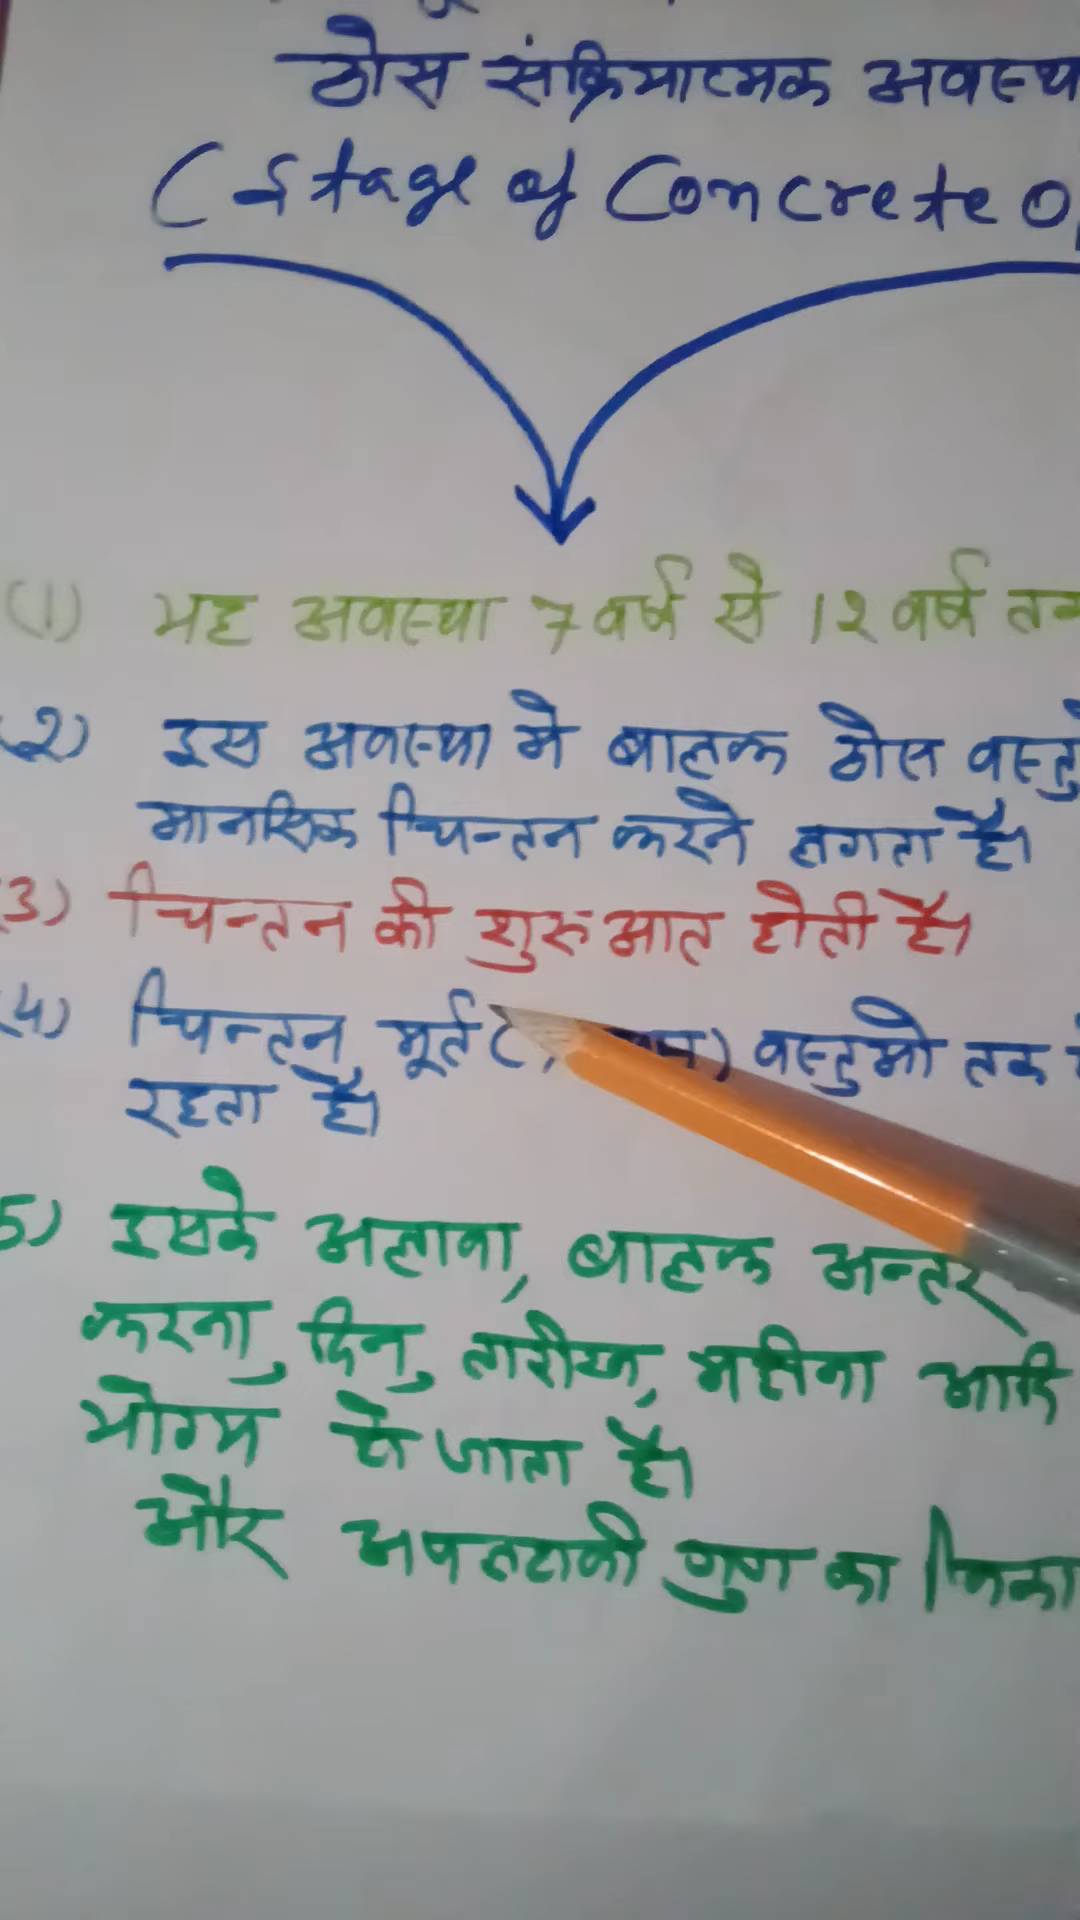 ठोस संक्रियात्मक अवस्था
(Stage of Concrete O
(1) यह अवस्था 7 वर्ष से 12 वर्ष तक
(2) इस अवस्था मे बालक ठोस
मानसिक चिन्तन करने लगता है।
(3) चिन्तन की शुरुआत होती है।
(4) चिन्तन मूर्त ( ) वस्तुओ तक
रहता है।
5) इसके अलावा, बालक अन्तर
करना, दिन, तारीख, महीना आदि
योग्य हो जाता है।
और गुण का